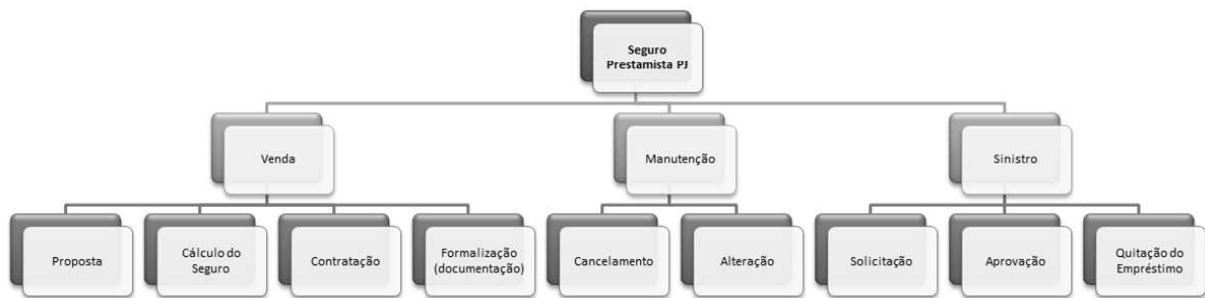 Seguro
Prestamista PJ
Venda
Manutenção
Sinistro
Proposta
Cálculo do
Seguro
Contratação
Formalização
(documentação)
Cancelamento
Alteração
Solicitação
Aprovação
Quitação do
Empréstimo